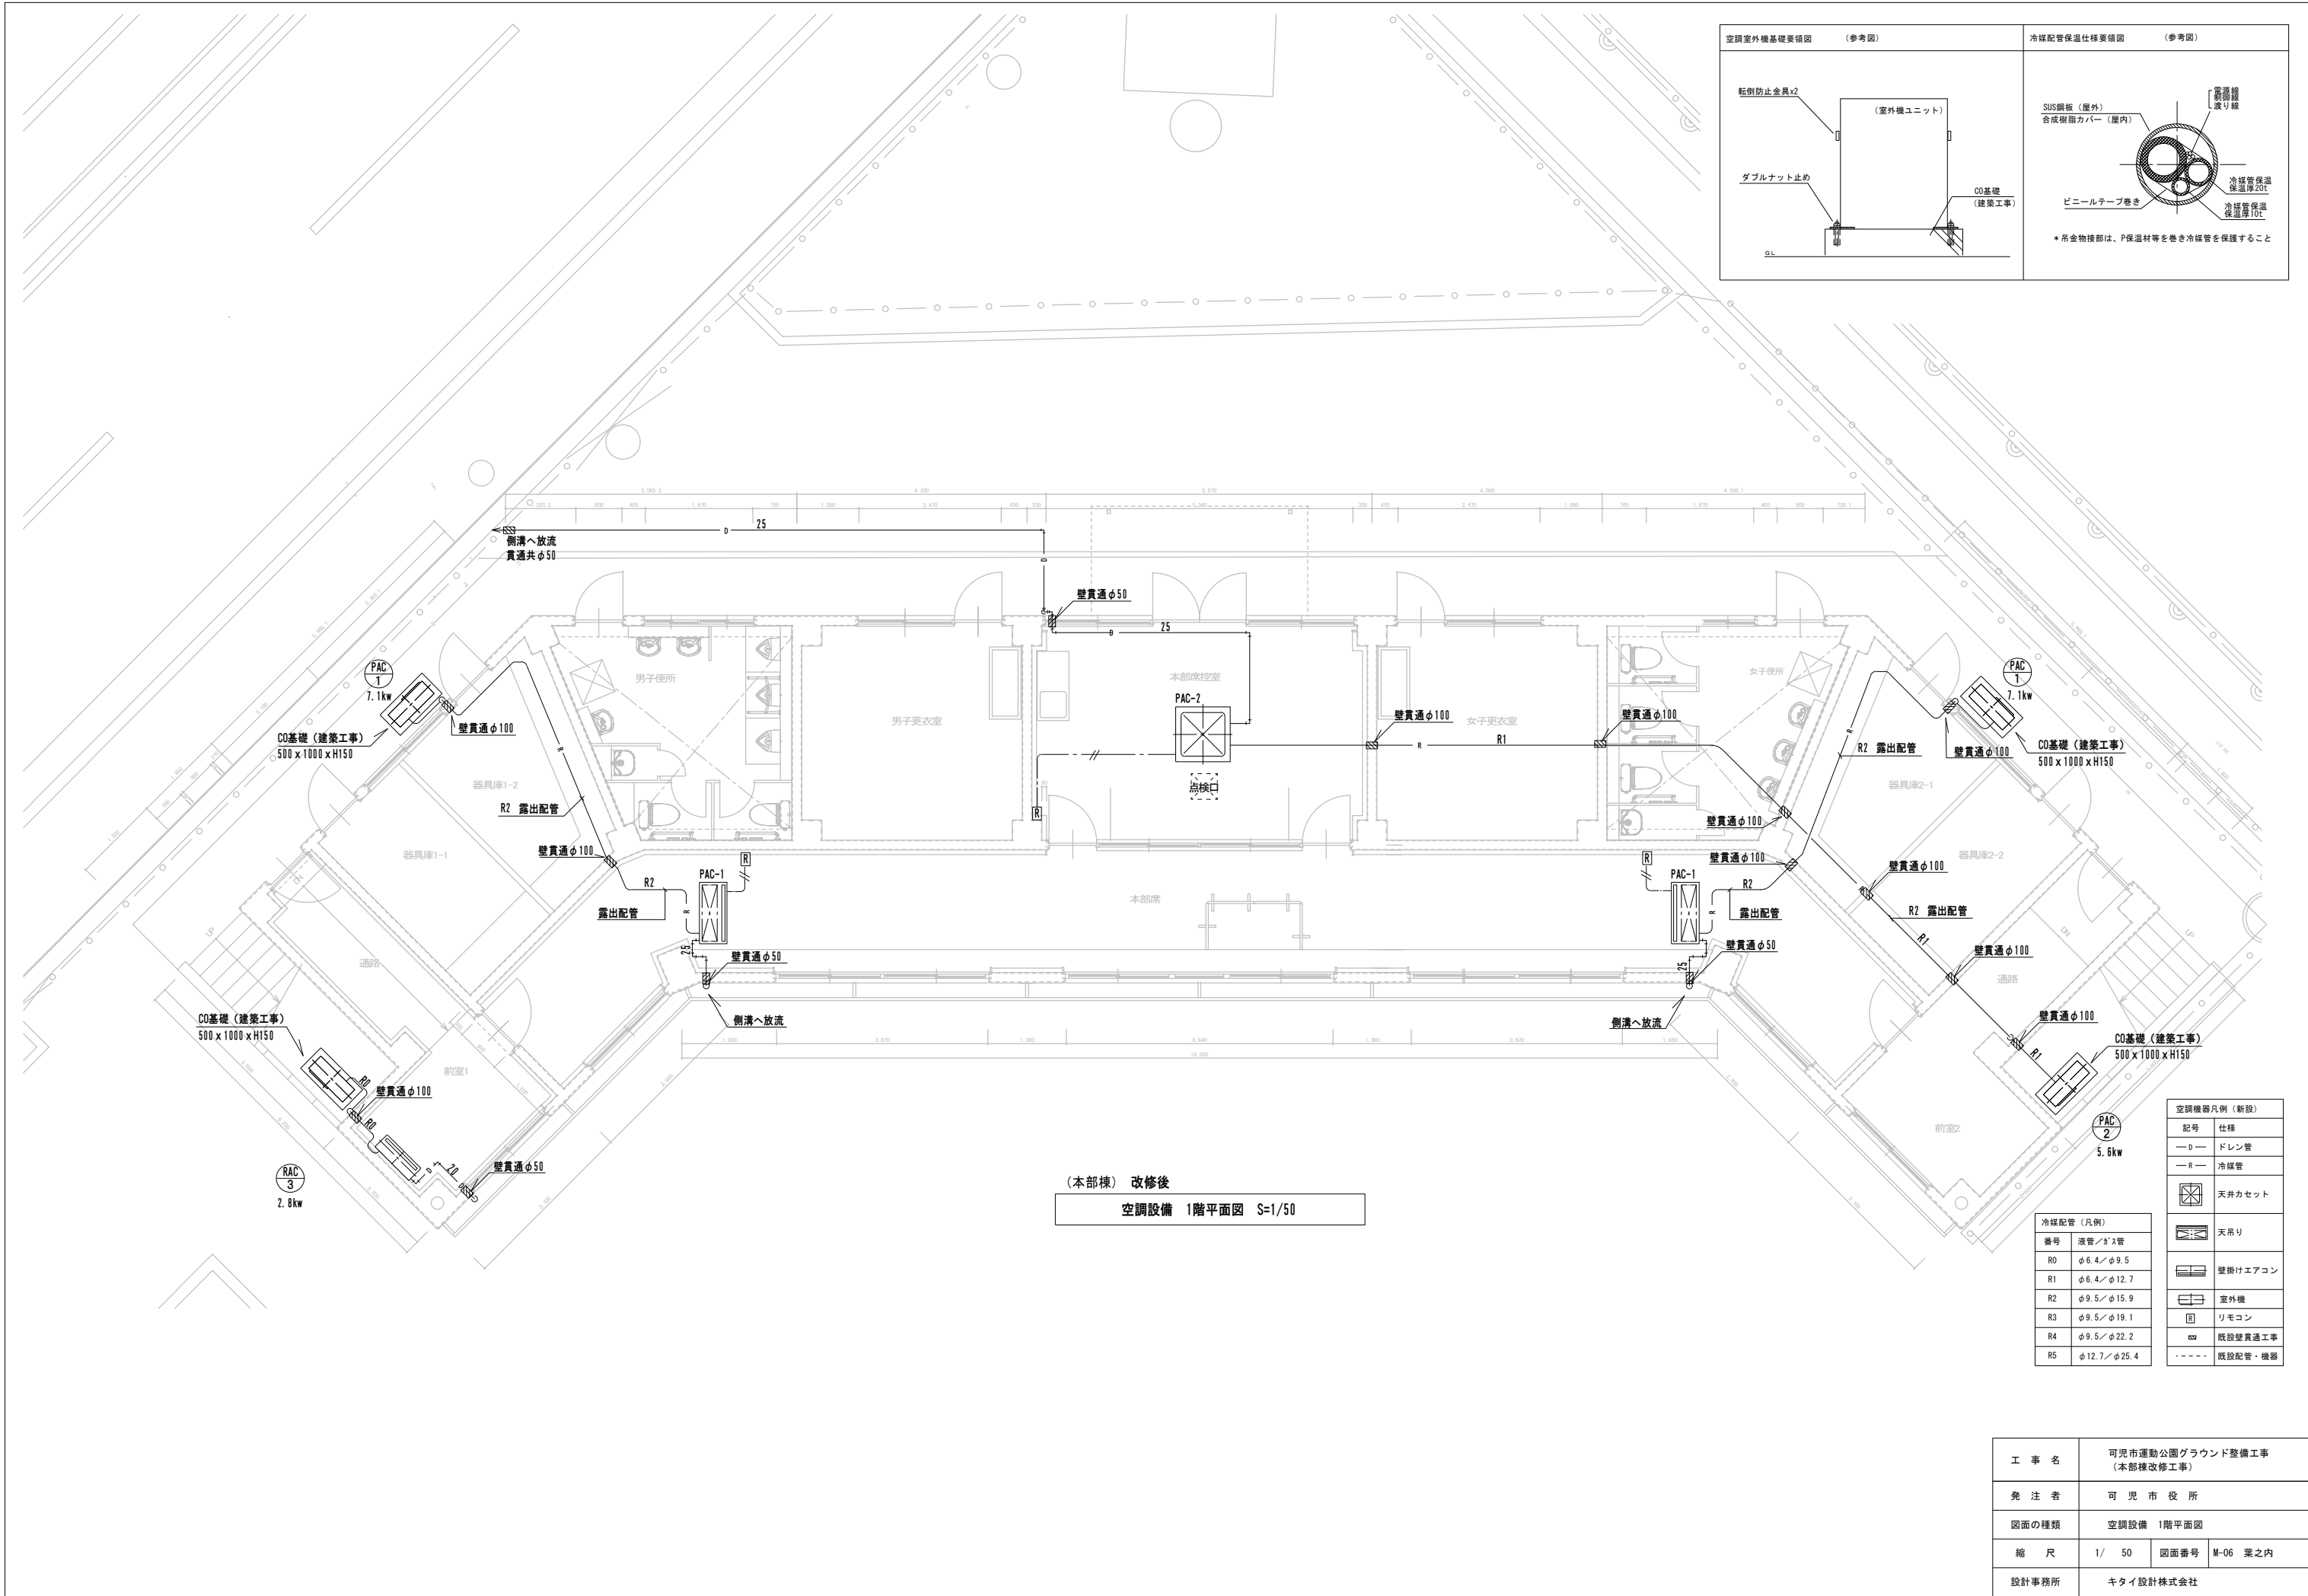 空調室外機基礎要領図 (参考図)
冷媒配管保温仕様要領図 (参考図)
転倒防止金具x2
(室外機ユニット)
ダブルナット止め
CO基礎
(建築工事)
GL
SUS鋼板(屋外)
合成樹脂カバー(屋内)
電源線
制御線
渡り線
冷媒管保温
保温厚20t
ビニールテープ巻き
冷媒管保温
保温厚10t
*吊金物接部は、P保温材等を巻き冷媒管を保護すること
25
D
側溝へ放流
貫通共φ50
D
壁貫通φ50
D
25
PAC
1
7.1kw
CO基礎(建築工事)
500x1000xH150
壁貫通φ100
男子便所
男子更衣室
本部席控室
女子更衣室
女子便所
PAC-2
点検口
R
壁貫通φ100
R
R1
壁貫通φ100
PAC
1
7.1kw
CO基礎(建築工事)
500x1000xH150
壁貫通φ100
R
R2 露出配管
器具庫1-2
R
R2 露出配管
器具庫2-1
壁貫通φ100
器具庫1-1
壁貫通φ100
器具庫2-2
壁貫通φ100
壁貫通φ100
R
R
PAC-1
PAC-1
R2
R2
露出配管
露出配管
R
R
R2 露出配管
R1
本部席
25
25
壁貫通φ50
壁貫通φ50
壁貫通φ100
側溝へ放流
側溝へ放流
通路
通路
UP
DN
DN
UP
CO基礎(建築工事)
500x1000xH150
壁貫通φ100
R1
CO基礎(建築工事)
500x1000xH150
前室1
前室2
R0
壁貫通φ100
R0
D
20
壁貫通φ50
RAC
3
2.8kw
PAC
2
5.6kw
(本部棟) 改修後
空調設備 1階平面図 S=1/50
空調機器凡例(新設)
記号 仕様
D ドレン管
R 冷媒管
天井カセット
天吊り
壁掛けエアコン
室外機
R リモコン
既設壁貫通工事
既設配管・機器
冷媒配管(凡例)
番号 液管/ガス管
R0 φ6.4/φ9.5
R1 φ6.4/φ12.7
R2 φ9.5/φ15.9
R3 φ9.5/φ19.1
R4 φ9.5/φ22.2
R5 φ12.7/φ25.4
工事名 可児市運動公園グラウンド整備工事
(本部棟改修工事)
発注者 可児市役所
図面の種類 空調設備 1階平面図
縮尺 1/ 50 図面番号 M-06 葉之内
設計事務所 キタイ設計株式会社